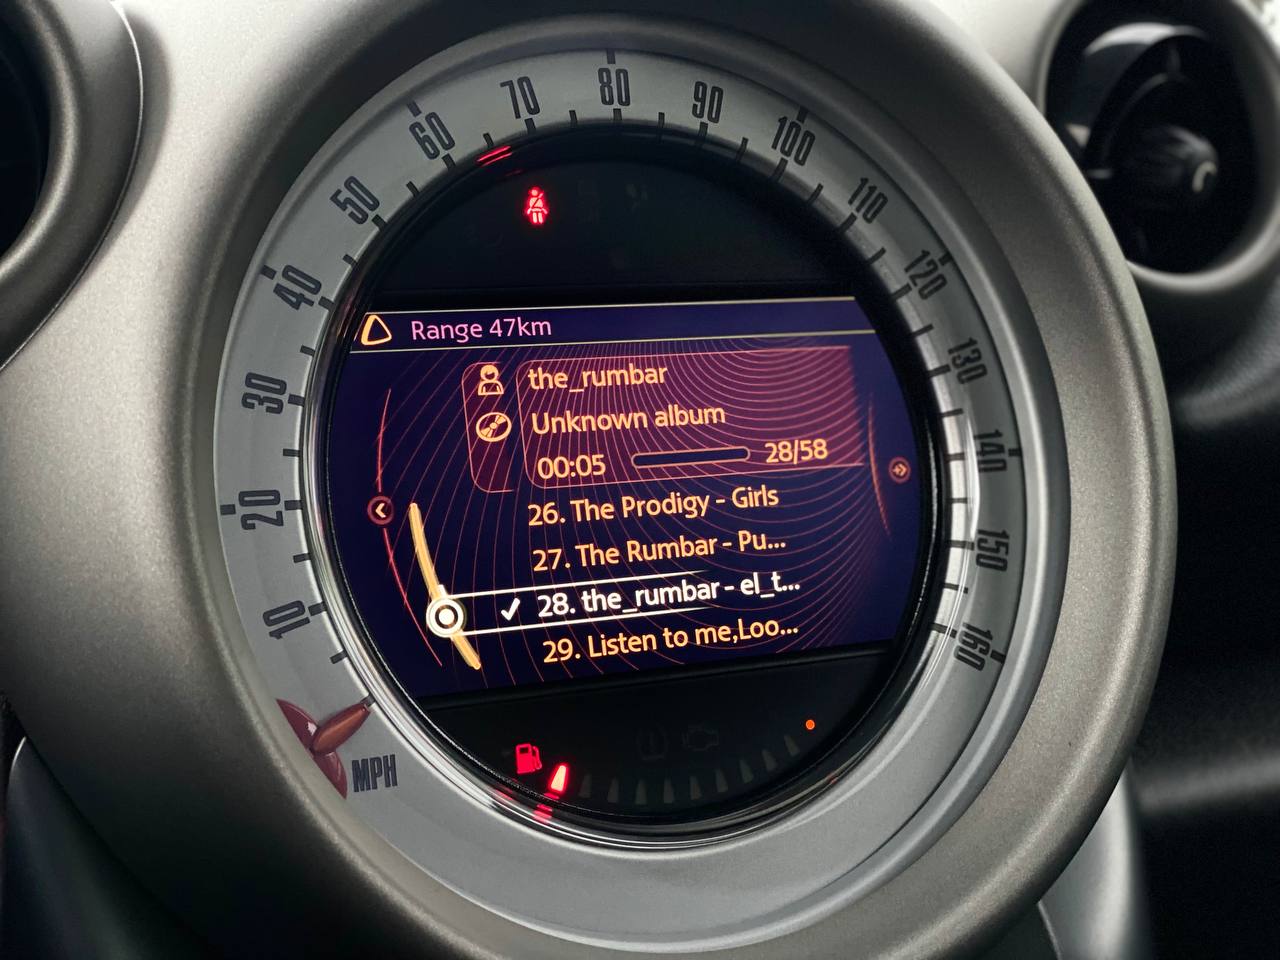 10
20
30
40
50
60
70
80
90
100
110
120
130
140
150
160
MPH
Range 47km
the_rumbar
Unknown album
00:05 28/58
26. The Prodigy - Girls
27. The Rumbar - Pu...
28. the_rumbar - el_t...
29. Listen to me,Loo...